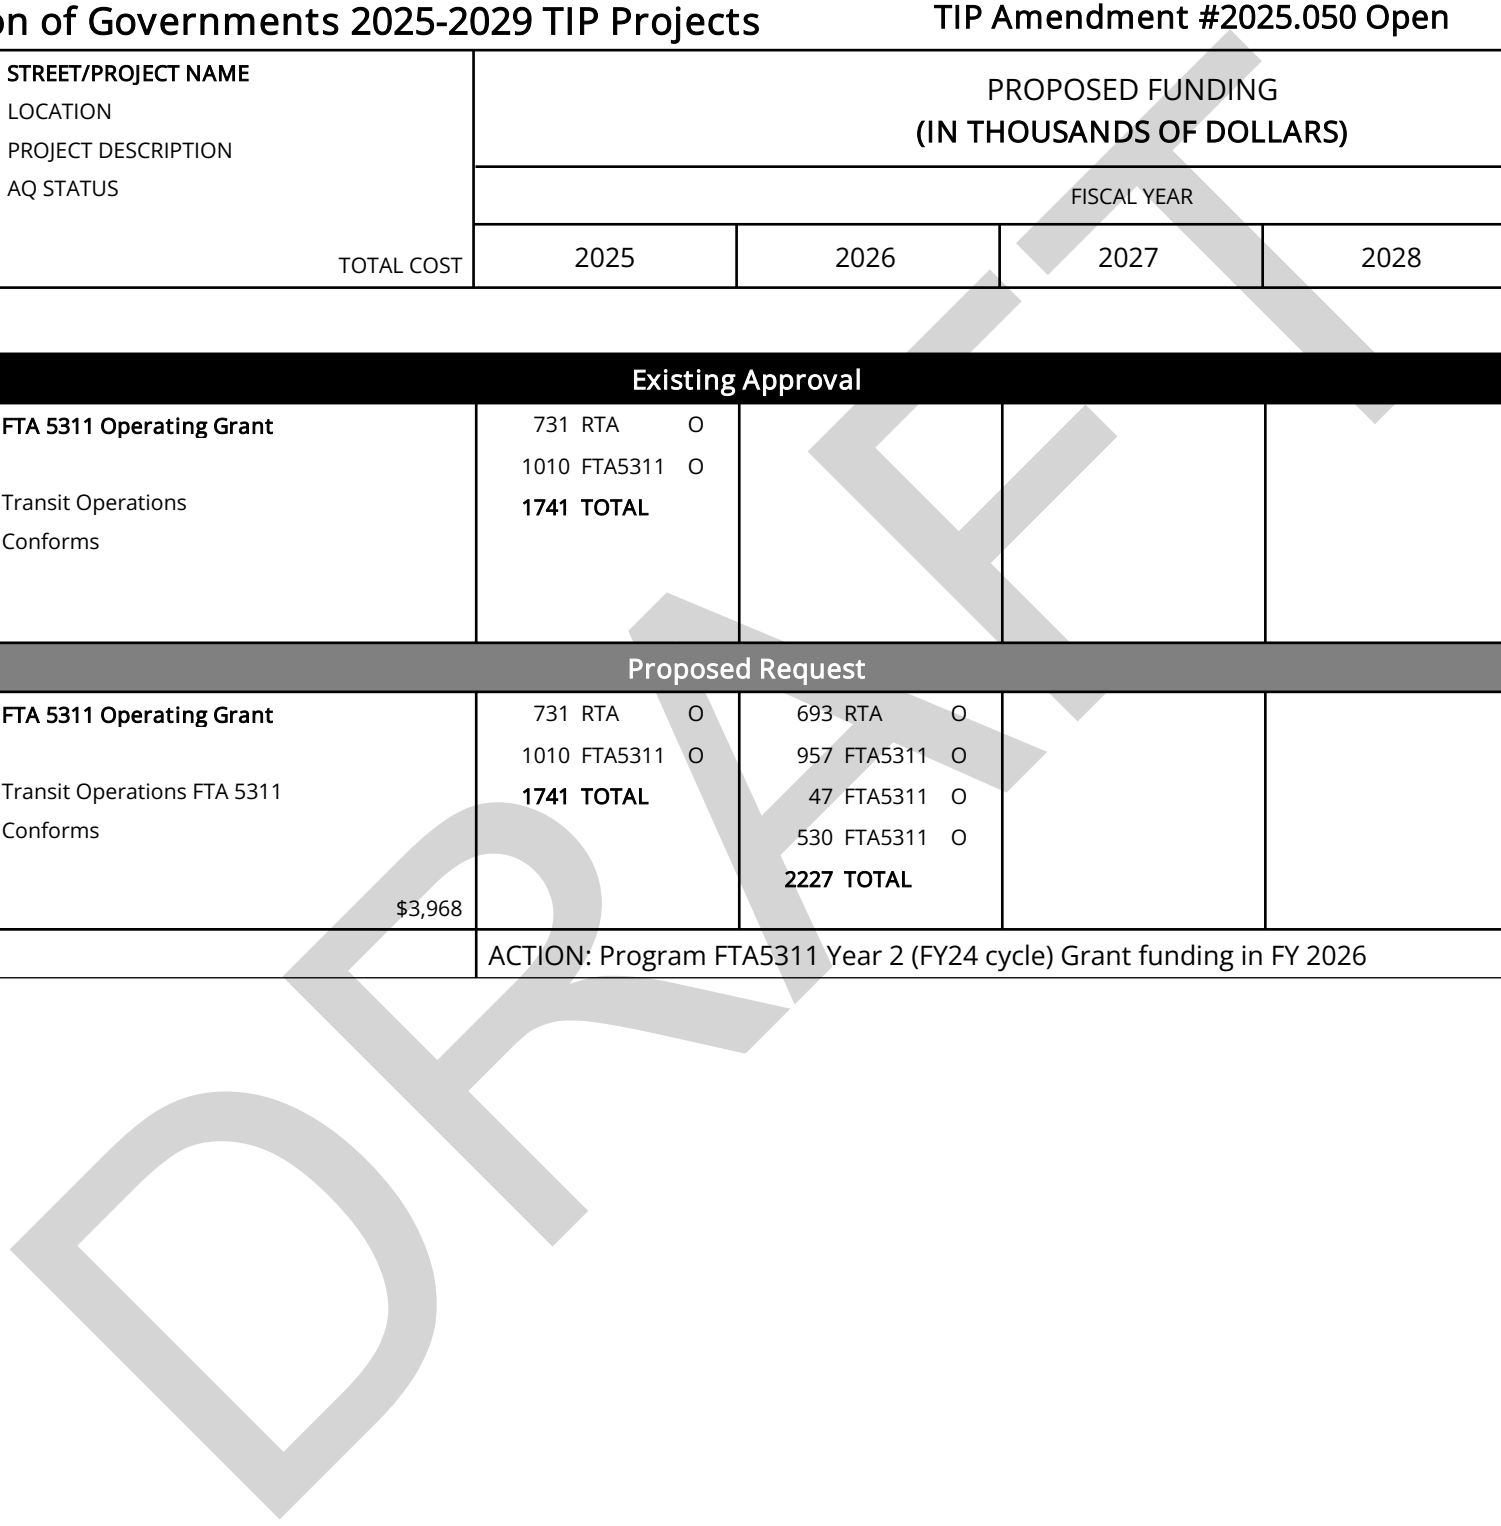 on of Governments 2025-2029 TIP Projects TIP Amendment #2025.050 Open
STREET/PROJECT NAME
LOCATION
PROJECT DESCRIPTION
AQ STATUS
TOTAL COST
PROPOSED FUNDING
(IN THOUSANDS OF DOLLARS)
FISCAL YEAR
2025 2026 2027 2028
Existing Approval
FTA 5311 Operating Grant
Transit Operations
Conforms
731 RTA O
1010 FTA5311 O
1741 TOTAL
Proposed Request
FTA 5311 Operating Grant
Transit Operations FTA 5311
Conforms
$3,968
731 RTA O
1010 FTA5311 O
1741 TOTAL
693 RTA O
957 FTA5311 O
47 FTA5311 O
530 FTA5311 O
2227 TOTAL
ACTION: Program FTA5311 Year 2 (FY24 cycle) Grant funding in FY 2026
DRAFT